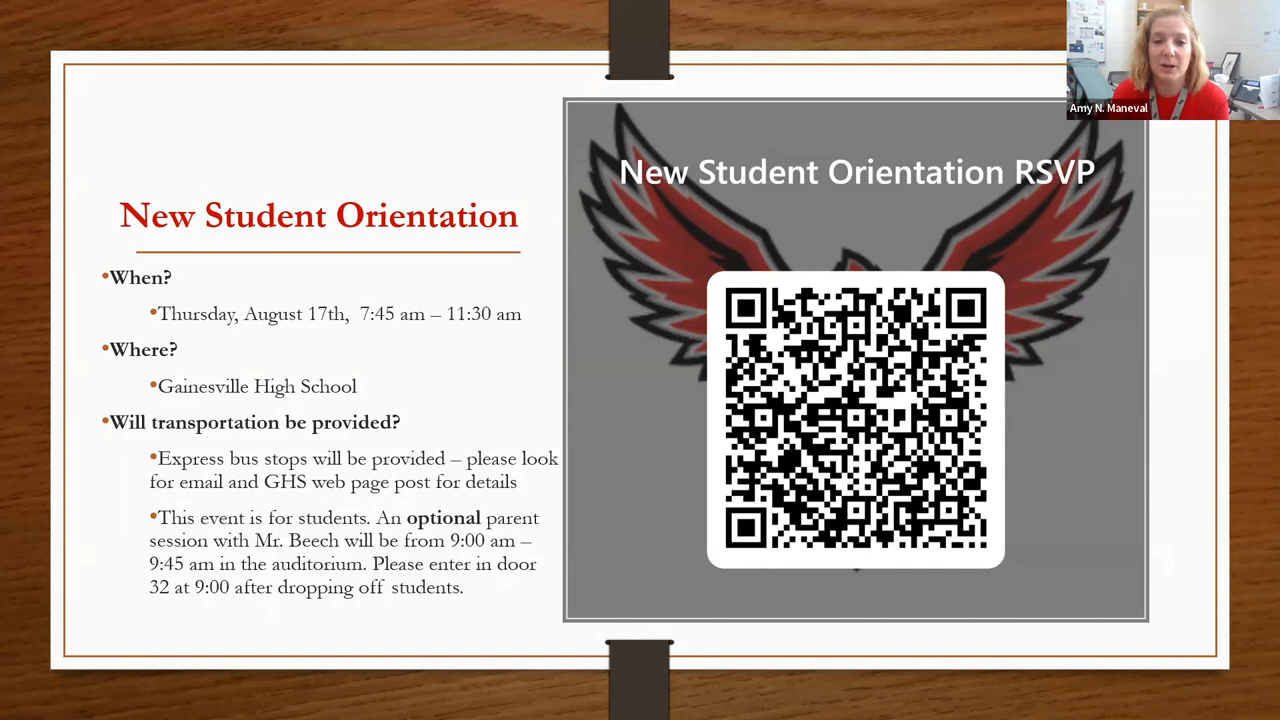 Amy N. Maneval
New Student Orientation RSVP
New Student Orientation
•When?
•Thursday, August 17th,  7:45 am – 11:30 am
•Where?
•Gainesville High School
•Will transportation be provided?
•Express bus stops will be provided – please look
for email and GHS web page post for details
•This event is for students. An optional parent
session with Mr. Beech will be from 9:00 am –
9:45 am in the auditorium. Please enter in door
32 at 9:00 after dropping off students.